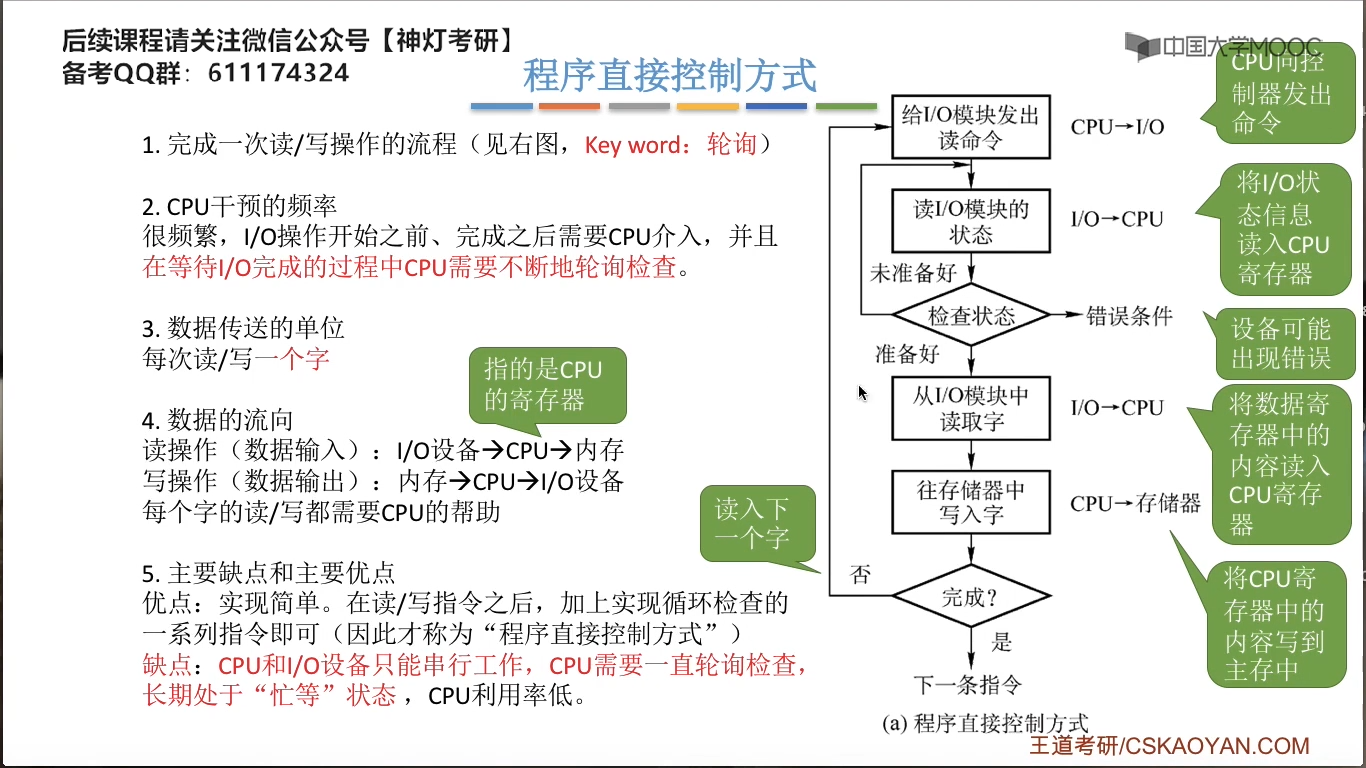 后续课程请关注微信公众号【神灯考研】
备考QQ群：611174324
中国大学MOOC
程序直接控制方式
1. 完成一次读/写操作的流程（见右图，Key word：轮询）
2. CPU干预的频率
很频繁，I/O操作开始之前、完成之后需要CPU介入，并且
在等待I/O完成的过程中CPU需要不断地轮询检查。
3. 数据传送的单位
每次读/写一个字
指的是CPU
的寄存器
4. 数据的流向
读操作（数据输入）：I/O设备→CPU→内存
写操作（数据输出）：内存→CPU→I/O设备
每个字的读/写都需要CPU的帮助
5. 主要缺点和主要优点
优点：实现简单。在读/写指令之后，加上实现循环检查的
一系列指令即可（因此才称为“程序直接控制方式”）
缺点：CPU和I/O设备只能串行工作，CPU需要一直轮询检查，
长期处于“忙等”状态，CPU利用率低。
给I/O模块发出
读命令
CPU→I/O
CPU向控
制器发出
命令
读I/O模块的
状态
I/O→CPU
将I/O状
态信息
读入CPU
寄存器
未准备好
检查状态
错误条件
设备可能
出现错误
准备好
从I/O模块中
读取字
I/O→CPU
将数据寄
存器中的
内容读入
CPU寄存
器
往存储器中
写入字
CPU→存储器
将CPU寄
存器中的
内容写到
主存中
读入下
一个字
否
完成?
是
下一条指令
(a) 程序直接控制方式
王道考研/CSKAOYAN.COM